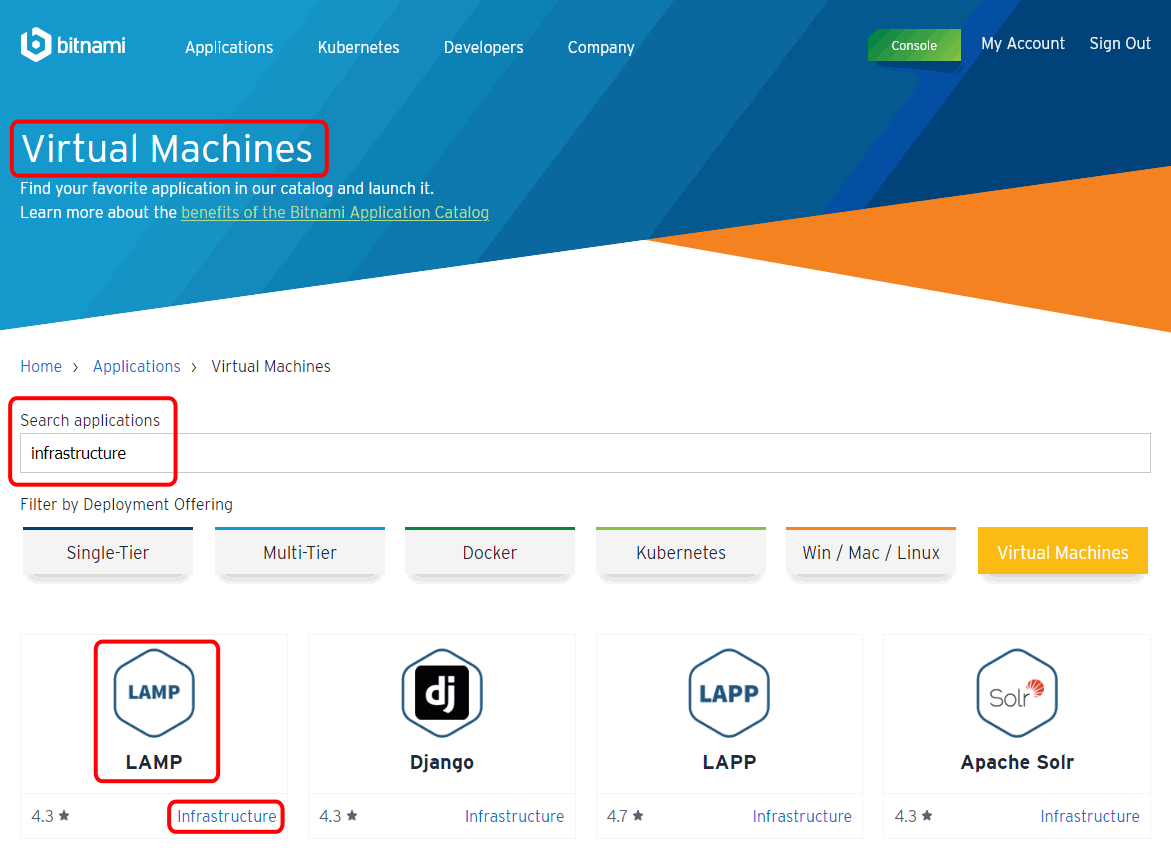 bitnami Applications Kubernetes Developers Company Console My Account Sign Out
Virtual Machines
Find your favorite application in our catalog and launch it.
Learn more about the benefits of the Bitnami Application Catalog
Home › Applications › Virtual Machines
Search applications
infrastructure
Filter by Deployment Offering
Single-Tier Multi-Tier Docker Kubernetes Win / Mac / Linux Virtual Machines
LAMP dj LAPP Solr
LAMP Django LAPP Apache Solr
4.3 ★ Infrastructure 4.3 ★ Infrastructure 4.7 ★ Infrastructure 4.3 ★ Infrastructure